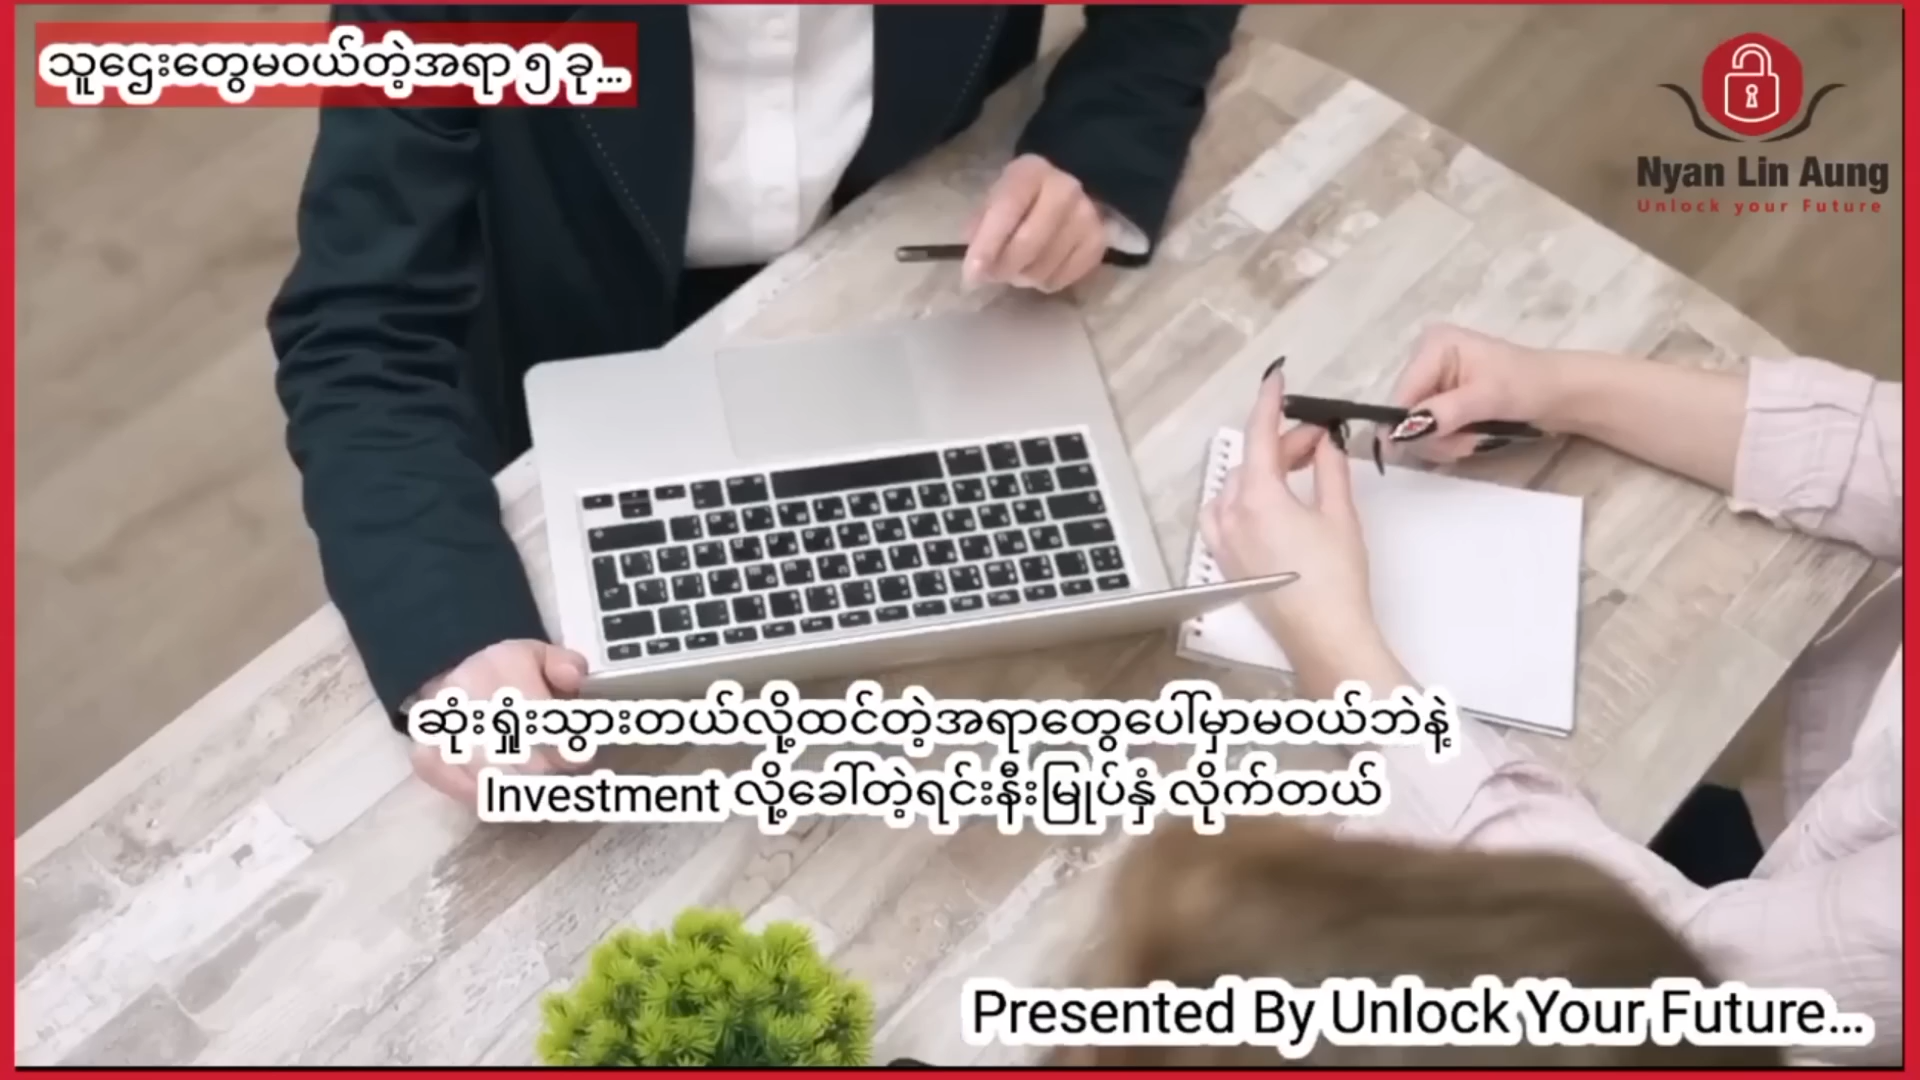 သူဌေးတွေမဝယ်တဲ့အရာ ၅ ခု...
Nyan Lin Aung
Unlock your Future
ဆုံးရှုံးသွားတယ်လို့ထင်တဲ့အရာတွေပေါ်မှာမဝယ်ဘဲနဲ့
Investment လို့ခေါ်တဲ့ရင်းနီးမြှုပ်နှံ လိုက်တယ်
Presented By Unlock Your Future...